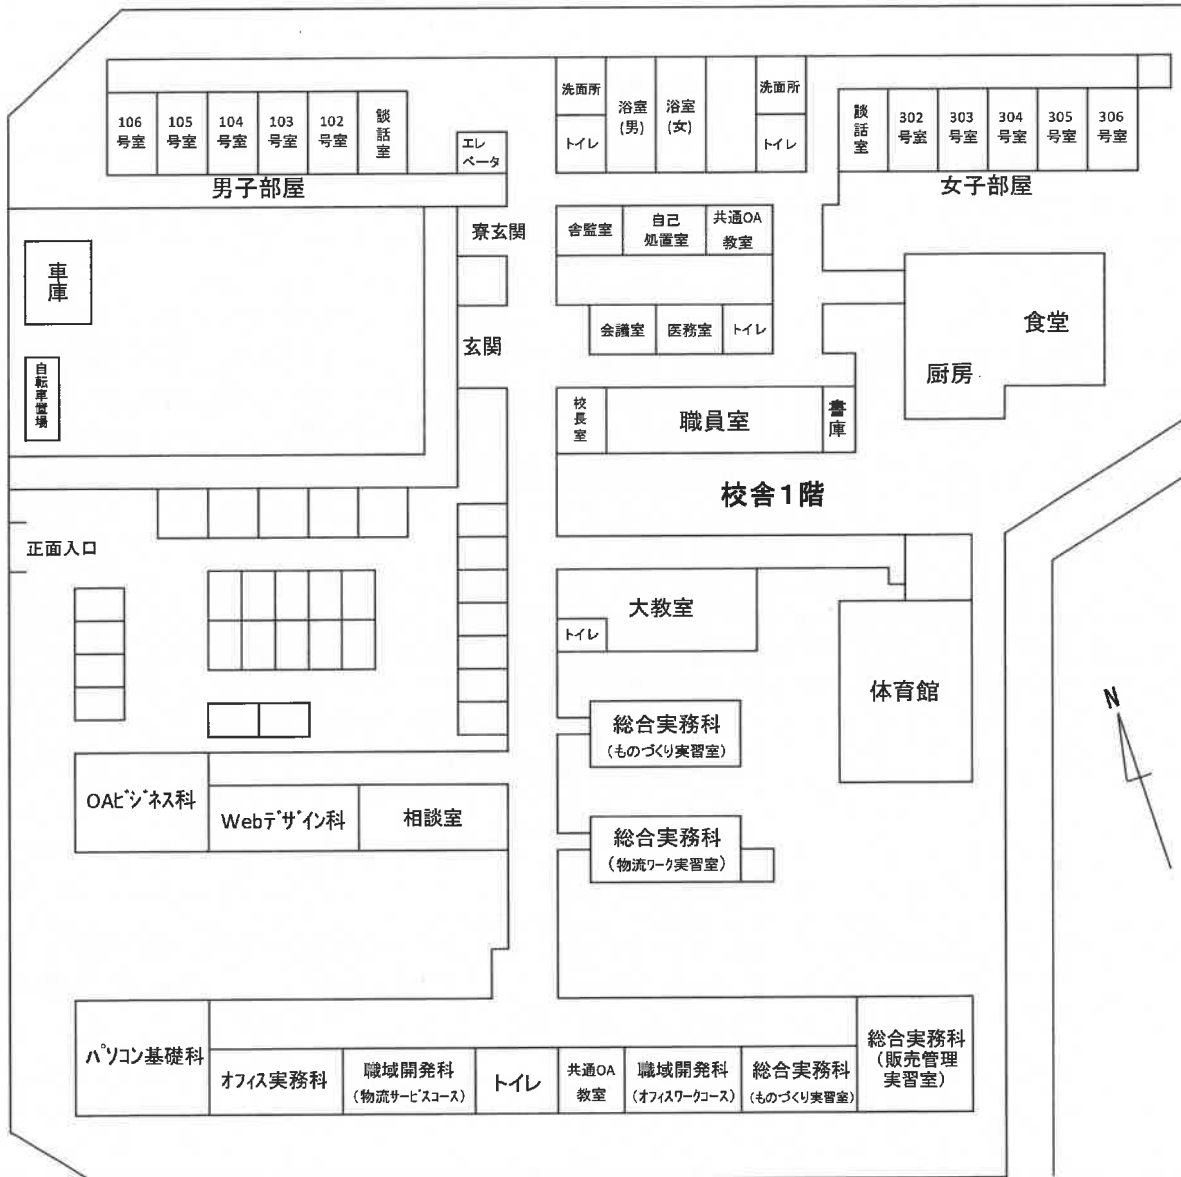 106
号室
105
号室
104
号室
103
号室
102
号室
談話室
エレ
ベータ
洗面所
トイレ
浴室
(男)
浴室
(女)
洗面所
トイレ
談話室
302
号室
303
号室
304
号室
305
号室
306
号室
男子部屋
女子部屋
寮玄関
舎監室
自己
処置室
共通OA
教室
車庫
会議室
医務室
トイレ
玄関
食堂
厨房
自転車置場
校長室
職員室
書庫
校舎1階
正面入口
大教室
トイレ
体育館
N
総合実務科
(ものづくり実習室)
OAビジネス科
Webデザイン科
相談室
総合実務科
(物流ワーク実習室)
パソコン基礎科
オフィス実務科
職域開発科
(物流サービスコース)
トイレ
共通OA
教室
職域開発科
(オフィスワークコース)
総合実務科
(ものづくり実習室)
総合実務科
(販売管理
実習室)